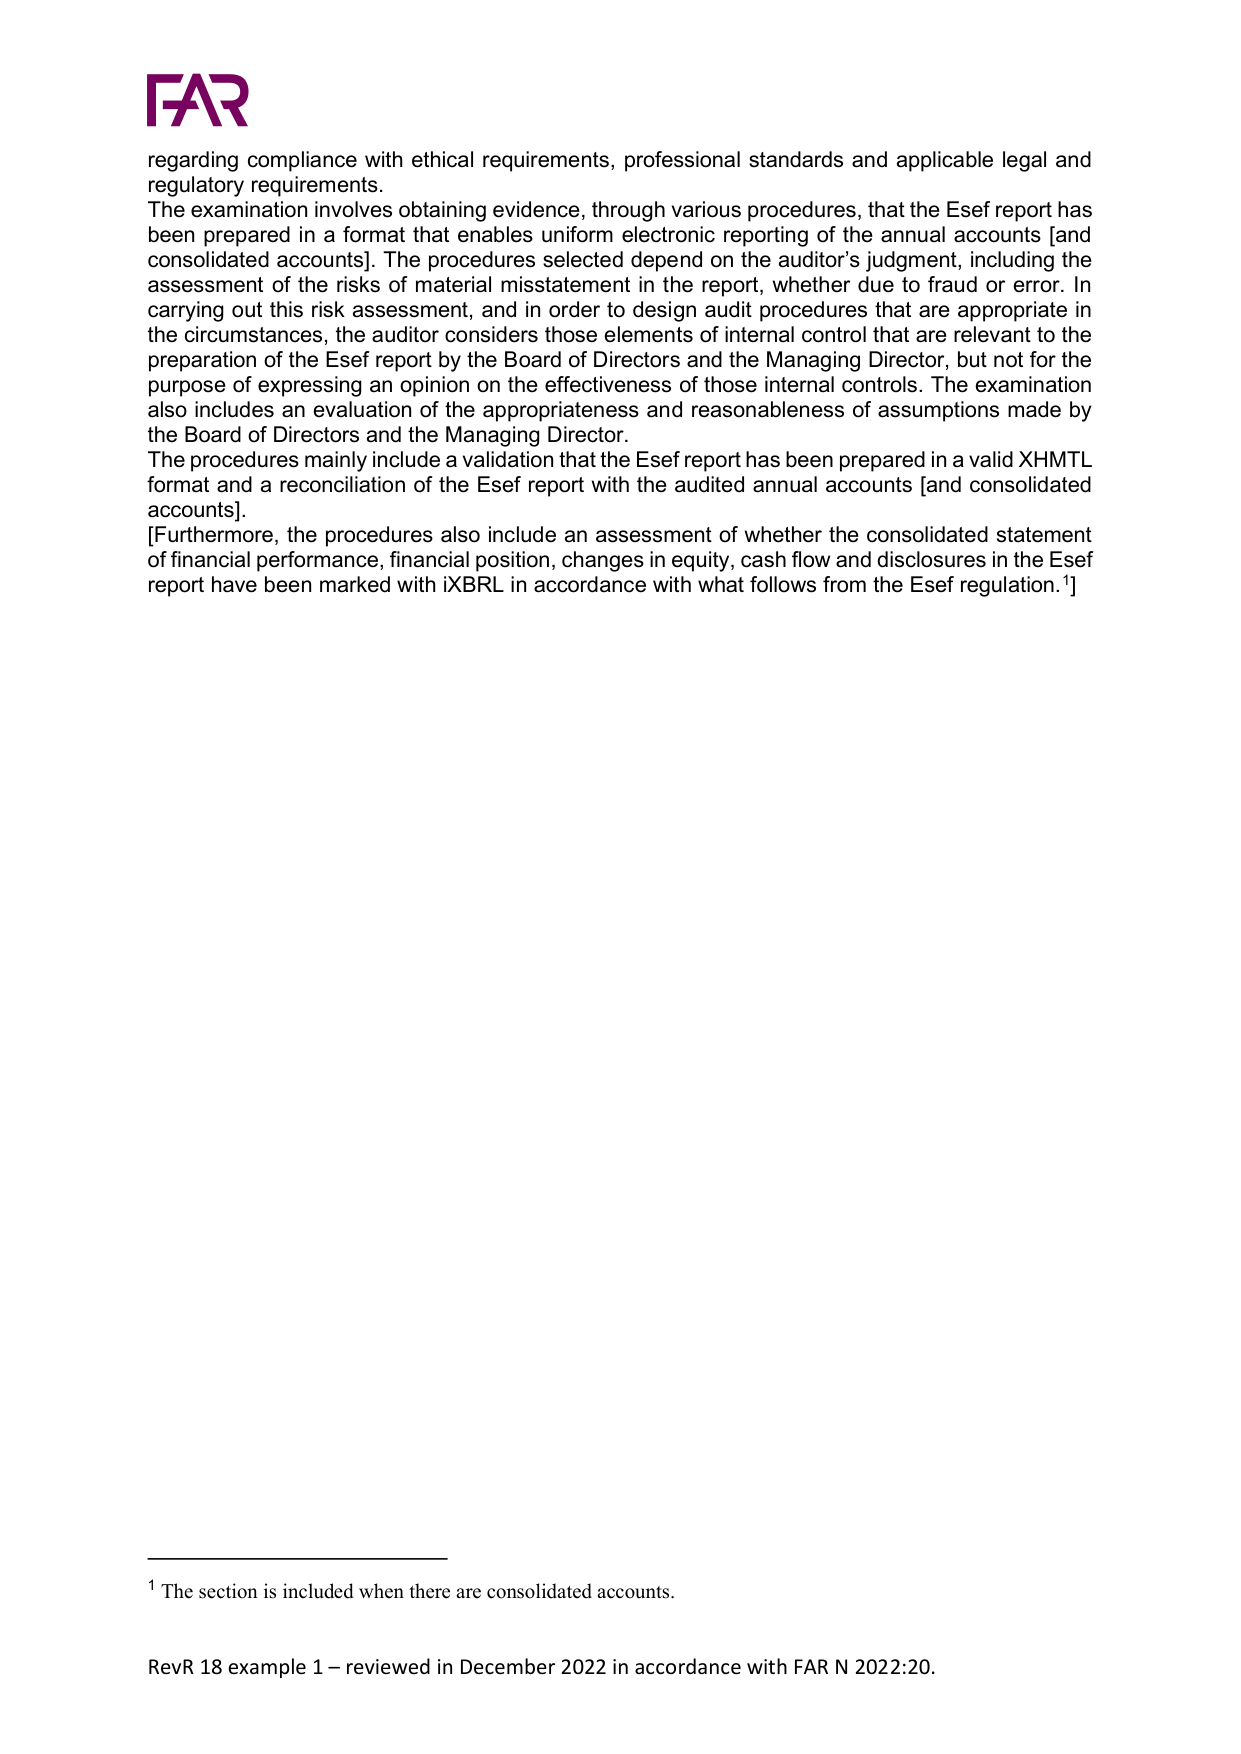 FAR
regarding compliance with ethical requirements, professional standards and applicable legal and
regulatory requirements.
The examination involves obtaining evidence, through various procedures, that the Esef report has
been prepared in a format that enables uniform electronic reporting of the annual accounts [and
consolidated accounts]. The procedures selected depend on the auditor’s judgment, including the
assessment of the risks of material misstatement in the report, whether due to fraud or error. In
carrying out this risk assessment, and in order to design audit procedures that are appropriate in
the circumstances, the auditor considers those elements of internal control that are relevant to the
preparation of the Esef report by the Board of Directors and the Managing Director, but not for the
purpose of expressing an opinion on the effectiveness of those internal controls. The examination
also includes an evaluation of the appropriateness and reasonableness of assumptions made by
the Board of Directors and the Managing Director.
The procedures mainly include a validation that the Esef report has been prepared in a valid XHMTL
format and a reconciliation of the Esef report with the audited annual accounts [and consolidated
accounts].
[Furthermore, the procedures also include an assessment of whether the consolidated statement
of financial performance, financial position, changes in equity, cash flow and disclosures in the Esef
report have been marked with iXBRL in accordance with what follows from the Esef regulation.¹]
¹ The section is included when there are consolidated accounts.
RevR 18 example 1 – reviewed in December 2022 in accordance with FAR N 2022:20.